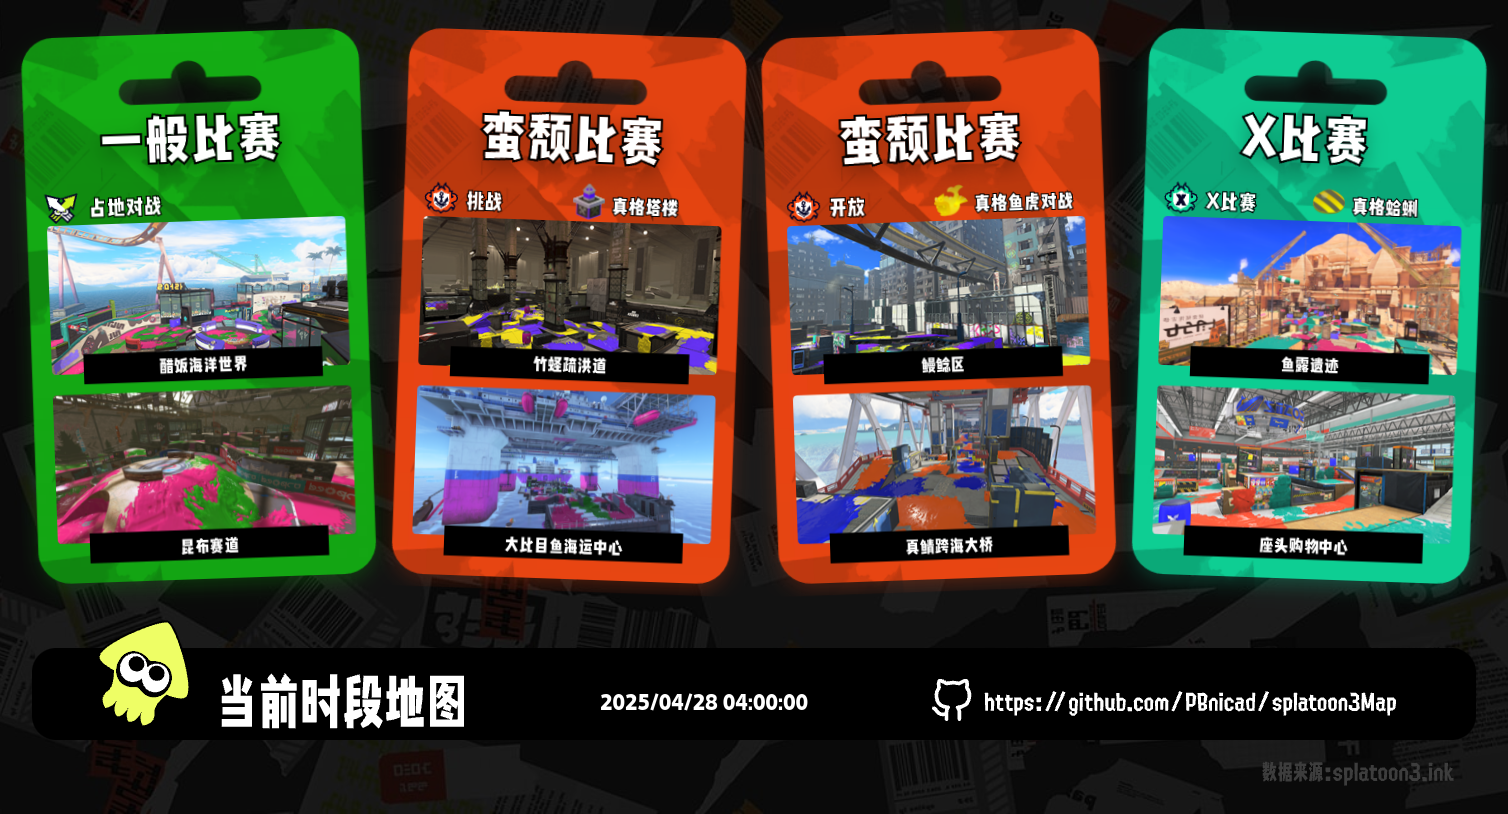 一般比赛
占地对战
醋饭海洋世界
昆布赛道
蛮颓比赛
挑战
真格塔楼
竹蛏疏洪道
大比目鱼海运中心
蛮颓比赛
开放
真格鱼虎对战
鳗鲶区
真鲭跨海大桥
X比赛
X比赛
真格蛤蜊
鱼露遗迹
座头购物中心
当前时段地图
2025/04/28 04:00:00
https://github.com/PBnicad/splatoon3Map
数据来源:splatoon3.ink